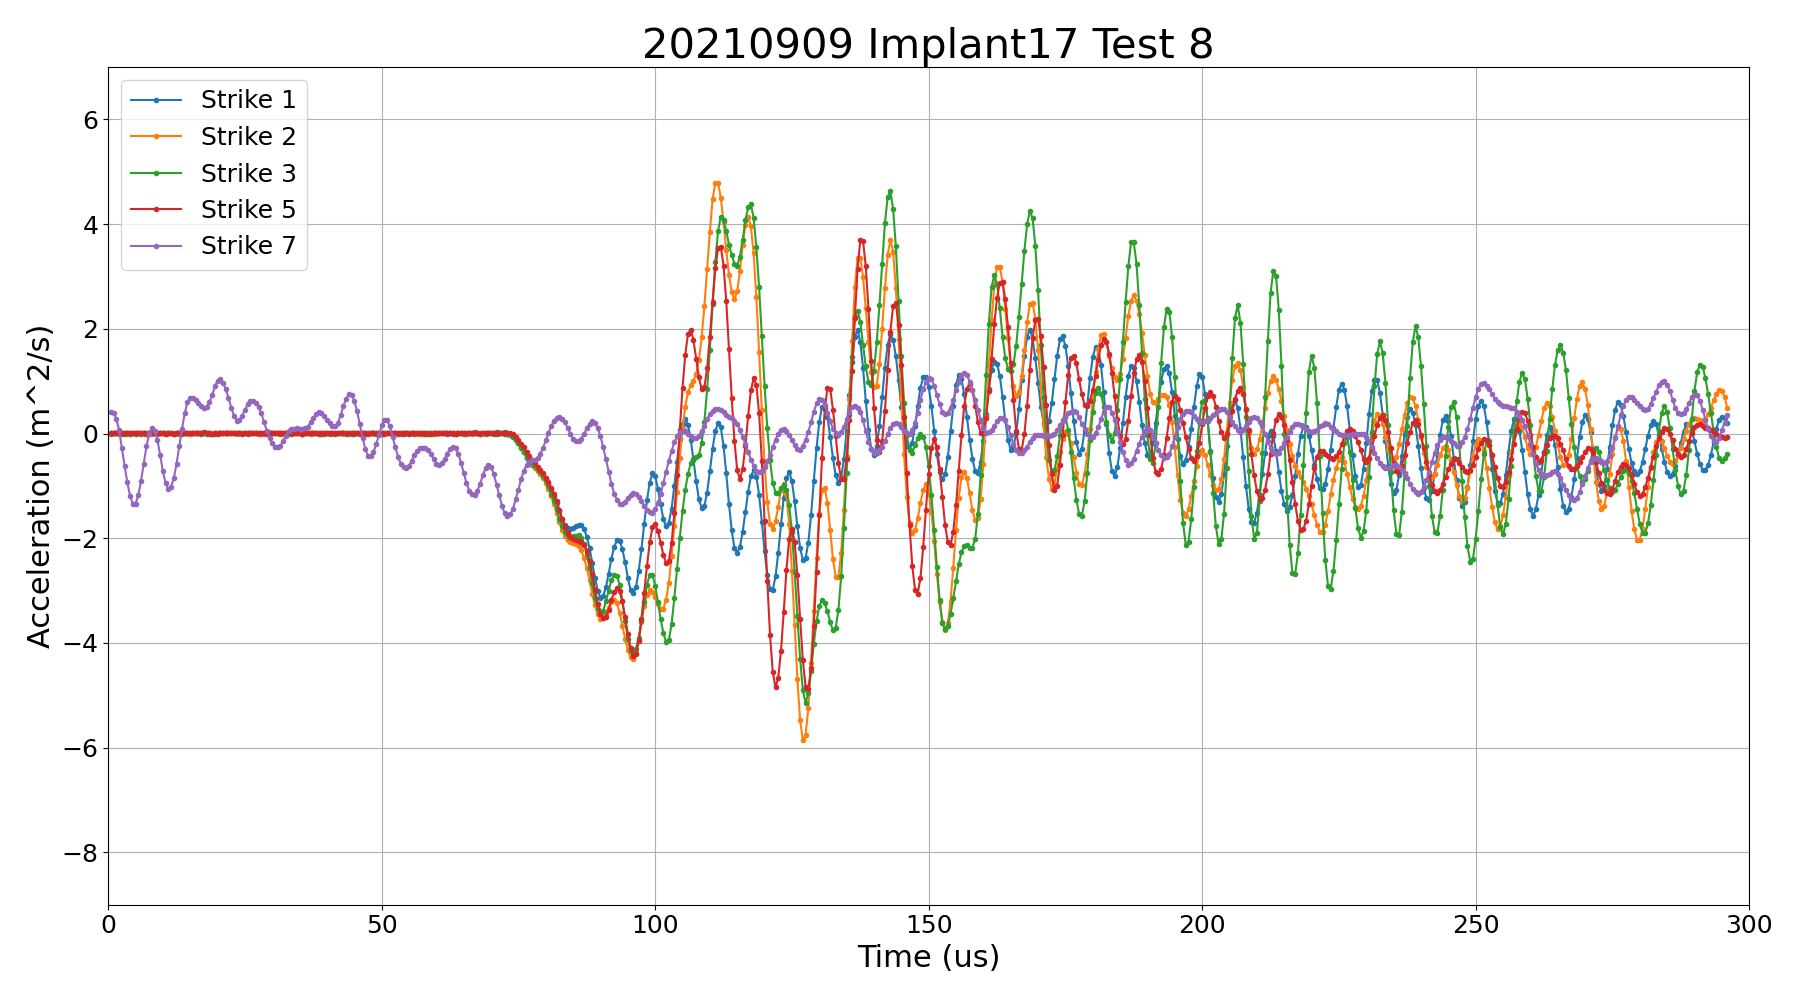 20210909 Implant17 Test 8
Strike 1
Strike 2
Strike 3
Strike 5
Strike 7
Acceleration (m^2/s)
6
4
2
0
−2
−4
−6
−8
0 50 100 150 200 250 300
Time (us)